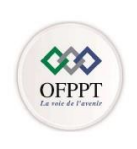 OFPPT
La voie de l'avenir